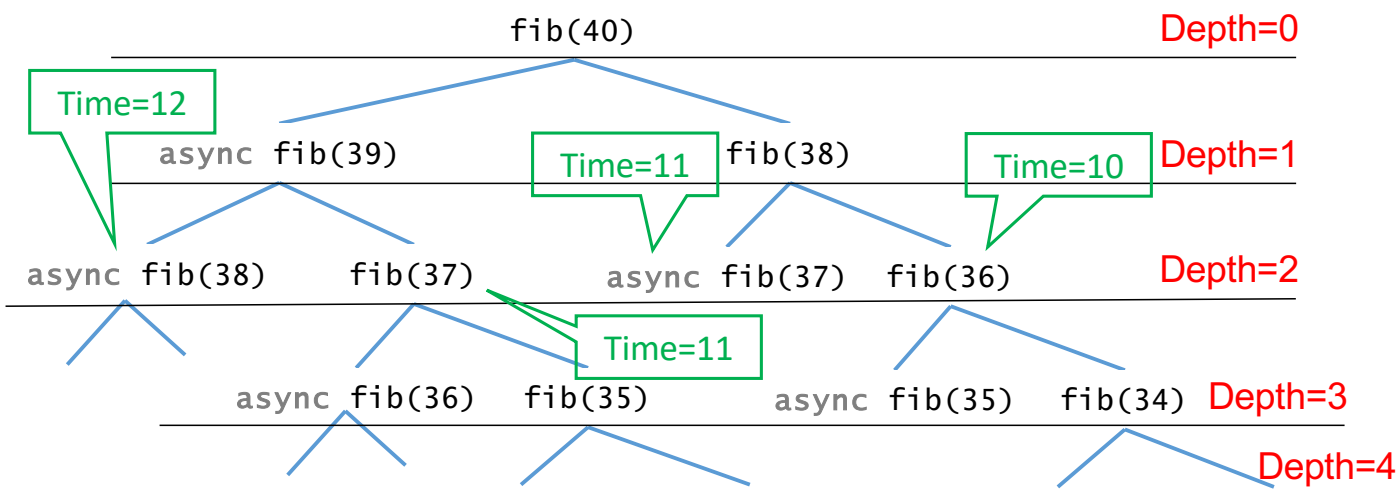 fib(40) Depth=0
Time=12
async fib(39) Time=11 fib(38) Time=10 Depth=1
async fib(38) fib(37) async fib(37) fib(36) Depth=2
Time=11
async fib(36) fib(35) async fib(35) fib(34) Depth=3
Depth=4